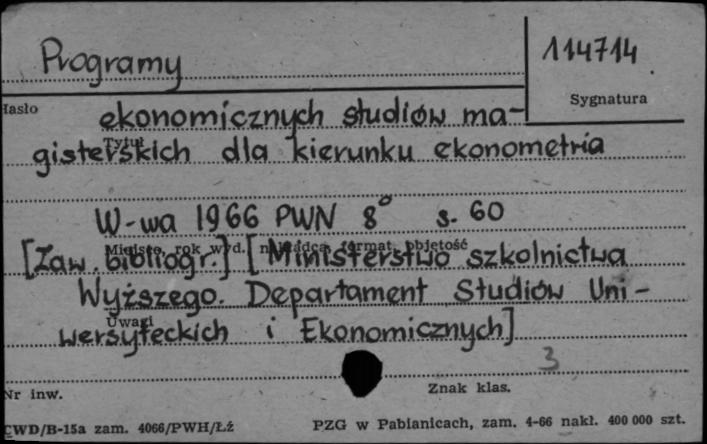 Programy 114714
Hasło Sygnatura
ekonomicznych studiów ma-
Tytuł
gisterskich dla kierunku ekonometria
W-wa 1966 PWN 8° s. 60
Miejsce, rok wyd. nakładca, format, objętość
[Zaw. bibliogr.] [Ministerstwo szkolnictwa
Wyższego. Departament Studiów Uni-
Uwagi
wersyteckich i Ekonomicznych]
3
Nr inw. Znak klas.
CWD/B-15a zam. 4066/PWH/Łź PZG w Pabianicach, zam. 4-66 nakł. 400 000 szt.